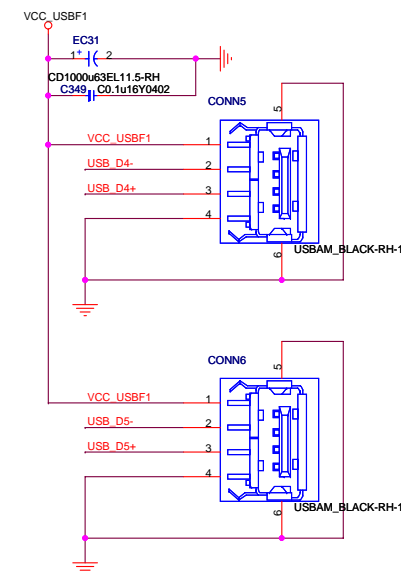 VCC_USBF1
EC31
1 + 2
CD1000u63EL11.5-RH
C349 C0.1u16Y0402
CONN5
5
VCC_USBF1 1
USB_D4- 2
USB_D4+ 3
4
6 USBAM_BLACK-RH-1
CONN6
5
VCC_USBF1 1
USB_D5- 2
USB_D5+ 3
4
6 USBAM_BLACK-RH-1